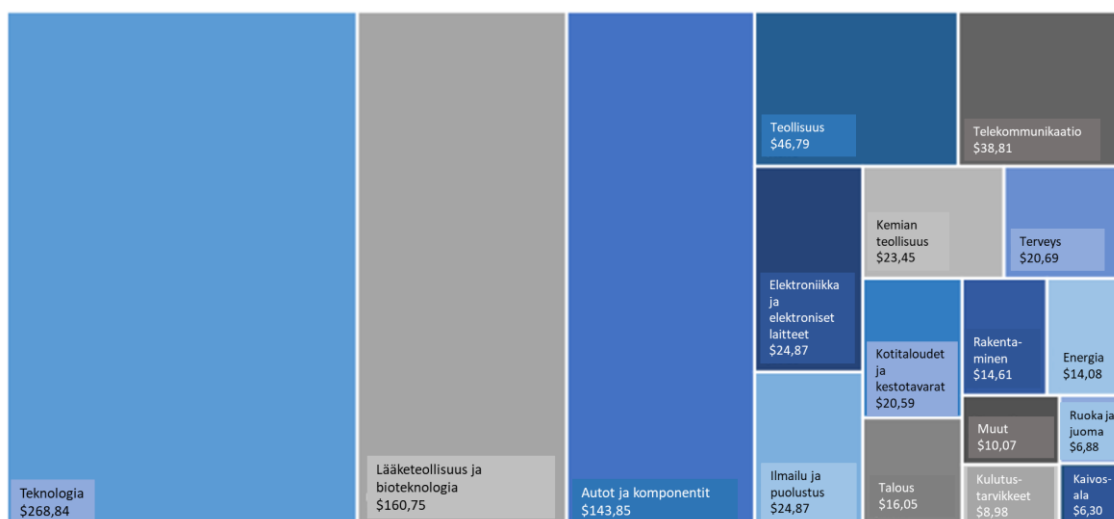 Teknologia
$268,84
Lääketeollisuus ja
bioteknologia
$160,75
Autot ja komponentit
$143,85
Teollisuus
$46,79
Telekommunikaatio
$38,81
Elektroniikka
ja
elektroniset
laitteet
$24,87
Kemian
teollisuus
$23,45
Terveys
$20,69
Ilmailu ja
puolustus
$24,87
Kotitaloudet
ja
kestotavarat
$20,59
Rakenta-
minen
$14,61
Energia
$14,08
Talous
$16,05
Muut
$10,07
Ruoka ja
juoma
$6,88
Kulutus-
tarvikkeet
$8,98
Kaivos-
ala
$6,30